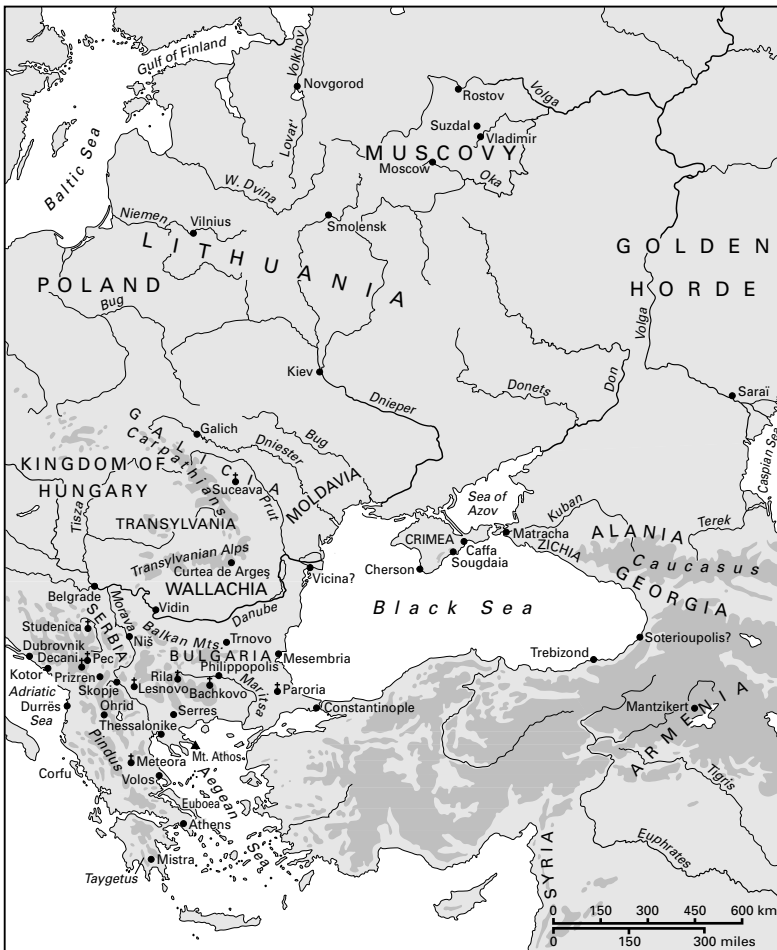 Gulf of Finland
Volkhov
Novgorod
Lovat'
Baltic Sea
Rostov
Volga
Suzdal
Vladimir
MUSCOVY
Moscow
Oka
W. Dvina
Niemen
Vilnius
Smolensk
LITHUANIA
GOLDEN
HORDE
POLAND
Bug
Volga
Kiev
Dnieper
Donets
Don
Saraï
Caspian Sea
GALICIA
Galich
Carpathians
Dniester
Bug
KINGDOM OF
HUNGARY
Suceava
Prut
MOLDAVIA
Tisza
TRANSYLVANIA
Sea of
Azov
Kuban
Terek
CRIMEA
Matracha
ALANIA
Caffa
ZICHIA
Sougdaia
Cherson
Caucasus
GEORGIA
Transylvanian Alps
Curtea de Arges
Vicina?
WALLACHIA
Belgrade
Black Sea
Vidin
Danube
Studenica
SERBIA
Morava
Niš
Balkan Mts.
Trnovo
Soterioupolis?
Dubrovnik
Decani
Pec
BULGARIA
Mesembria
Trebizond
Kotor
Prizren
Rila
Philippopolis
Adriatic
Sea
Skopje
Lesnovo
Bachkovo
Maritsa
Paroria
Mantzikert
Durrës
Ohrid
Serres
Constantinople
ARMENIA
Thessalonike
Mt. Athos
Pindus
Meteora
Corfu
Volos
Aegean
Sea
Tigris
Euboea
Athens
Euphrates
Mistra
Taygetus
SYRIA
0 150 300 450 600 km
0 150 300 miles